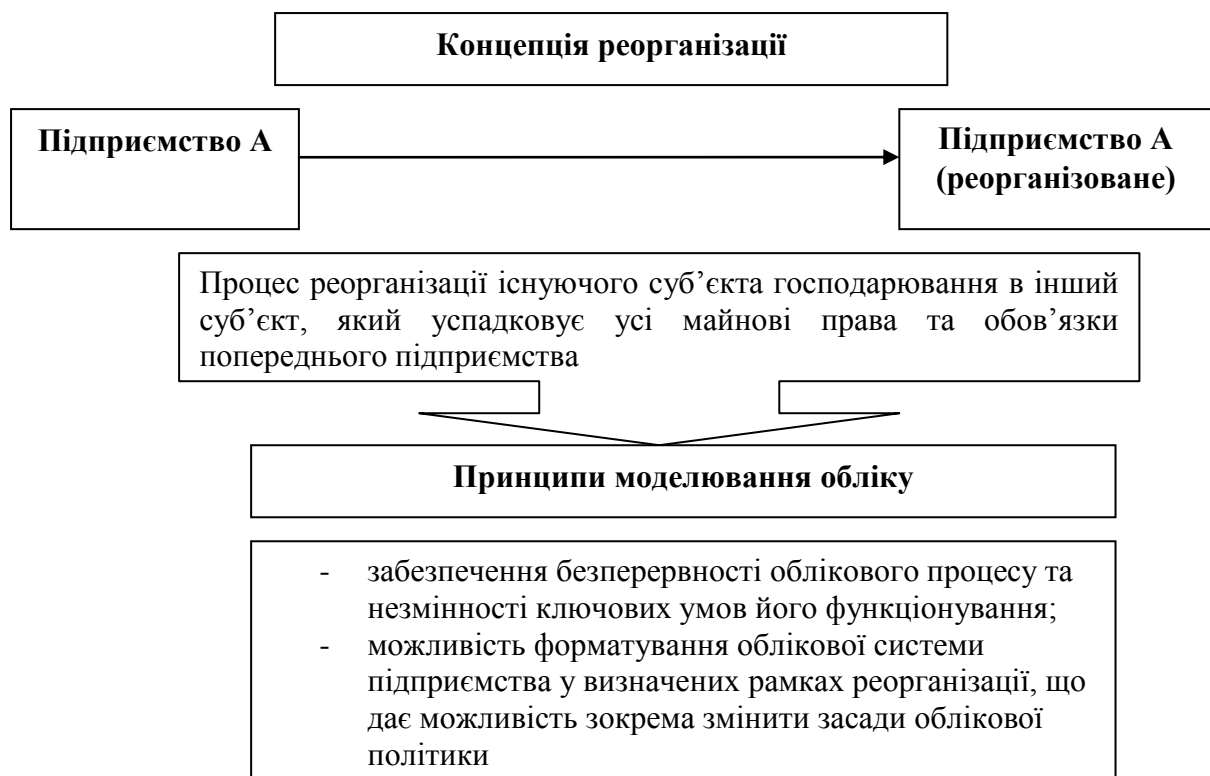 Концепція реорганізації
Підприємство А
Підприємство А
(реорганізоване)
Процес реорганізації існуючого суб’єкта господарювання в інший
суб’єкт, який успадковує усі майнові права та обов’язки
попереднього підприємства
Принципи моделювання обліку
- забезпечення безперервності облікового процесу та
незмінності ключових умов його функціонування;
- можливість форматування облікової системи
підприємства у визначених рамках реорганізації, що
дає можливість зокрема змінити засади облікової
політики